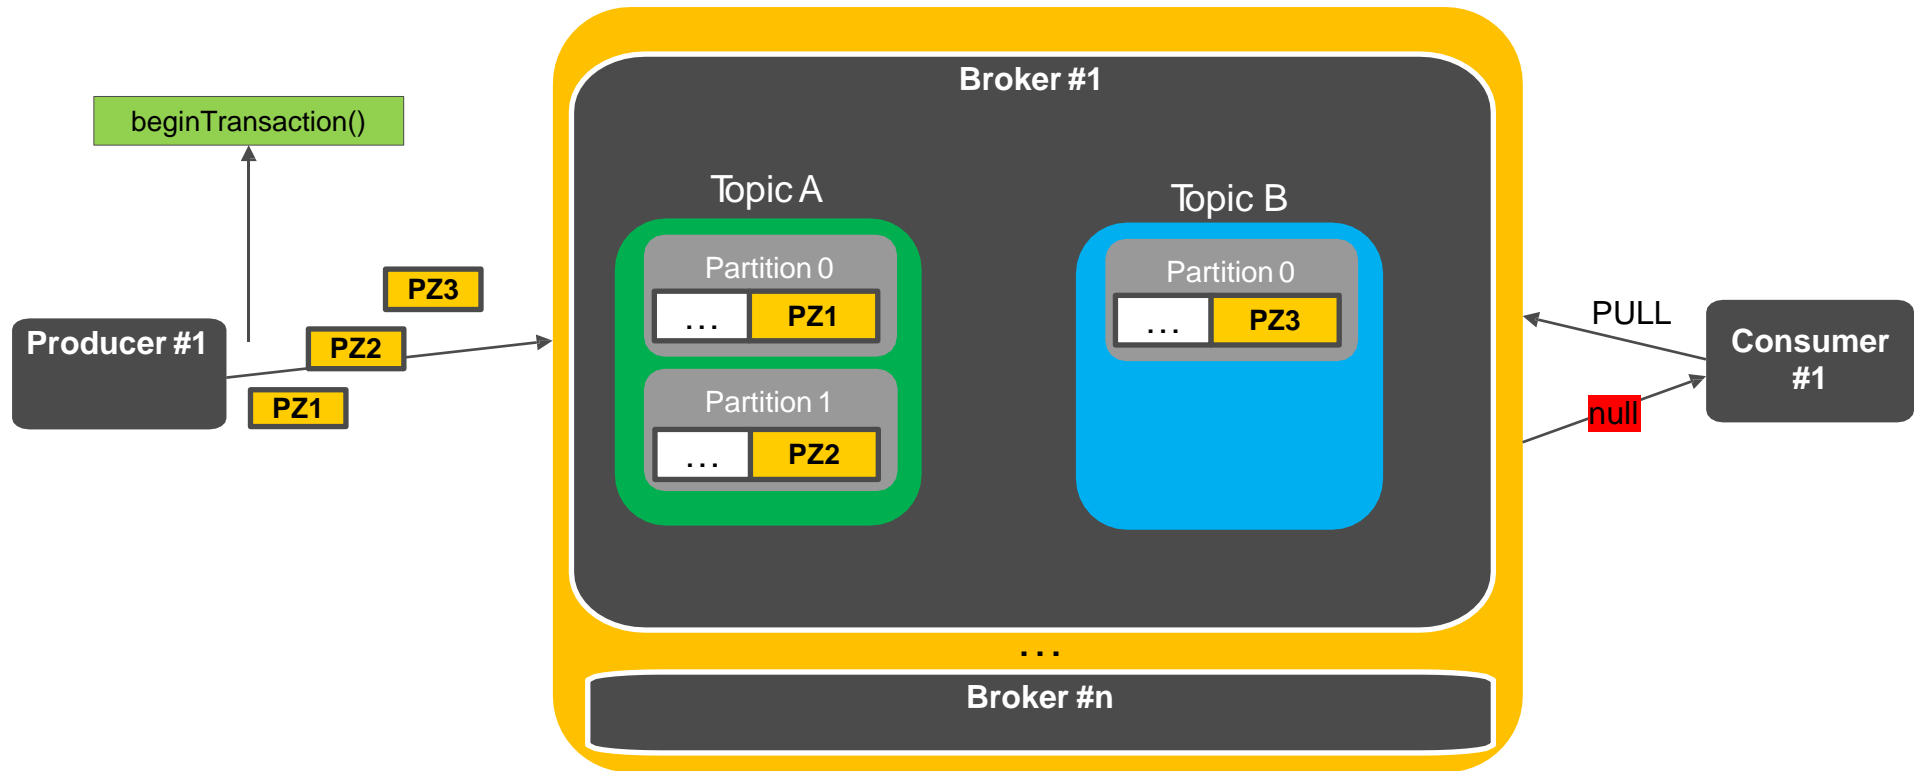 Broker #1
beginTransaction()
Topic A
Topic B
Partition 0
... PZ1
Partition 1
... PZ2
Partition 0
... PZ3
PZ3
PZ2
PZ1
Producer #1
PULL
null
Consumer
#1
...
Broker #n